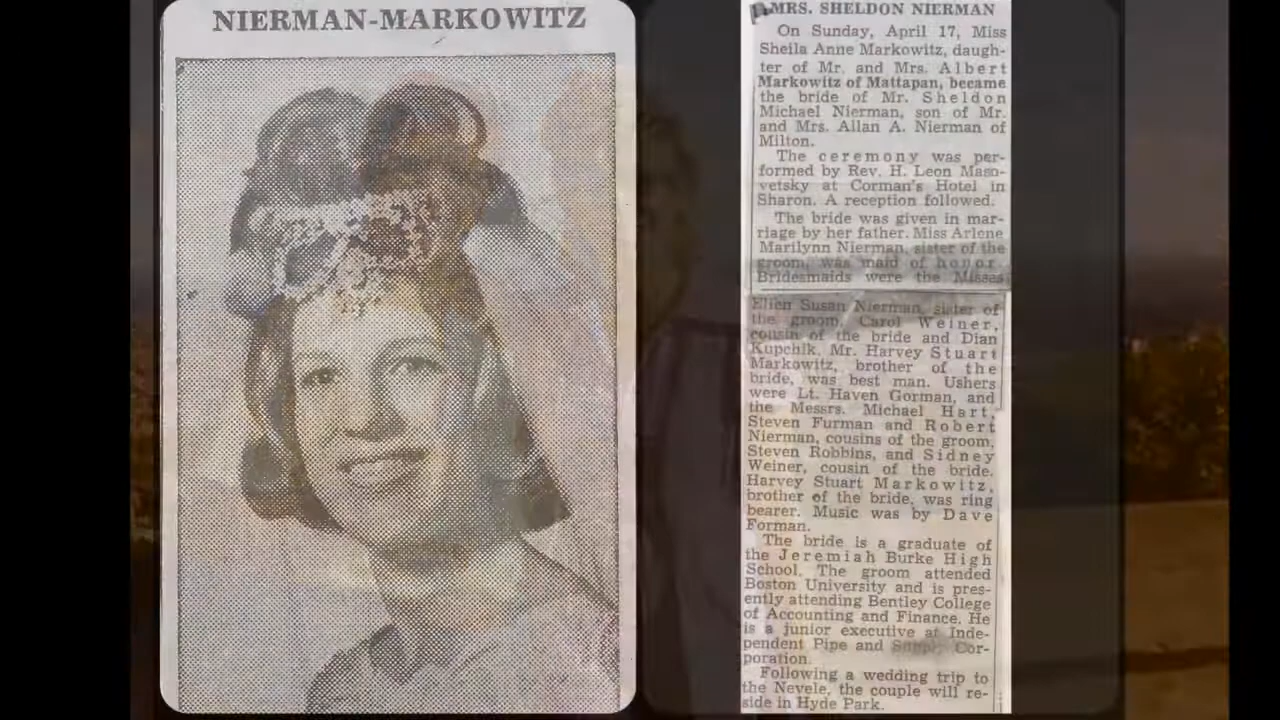 NIERMAN-MARKOWITZ
MRS. SHELDON NIERMAN
On Sunday, April 17, Miss
Sheila Anne Markowitz, daugh-
ter of Mr. and Mrs. Albert
Markowitz of Mattapan, became
the bride of Mr. Sheldon
Michael Nierman, son of Mr.
and Mrs. Allan A. Nierman of
Milton.
The ceremony was per-
formed by Rev. H. Leon Maso-
vetsky at Corman's Hotel in
Sharon. A reception followed.
The bride was given in mar-
riage by her father. Miss Arlene
Marilynn Nierman, sister of the
groom, was maid of honor.
Bridesmaids were the Misses
Ellen Susan Nierman, sister of
the groom, Carol Weiner,
cousin of the bride and Dian
Kupchik. Mr. Harvey Stuart
Markowitz, brother of the
bride, was best man. Ushers
were Lt. Haven Gorman, and
the Messrs. Michael Hart,
Steven Furman and Robert
Nierman, cousins of the groom,
Steven Robbins, and Sidney
Weiner, cousin of the bride.
Harvey Stuart Markowitz,
brother of the bride, was ring
bearer. Music was by Dave
Forman.
The bride is a graduate of
the Jeremiah Burke High
School. The groom attended
Boston University and is pres-
ently attending Bentley College
of Accounting and Finance. He
is a junior executive at Inde-
pendent Pipe and Supply Cor-
poration.
Following a wedding trip to
the Nevele, the couple will re-
side in Hyde Park.